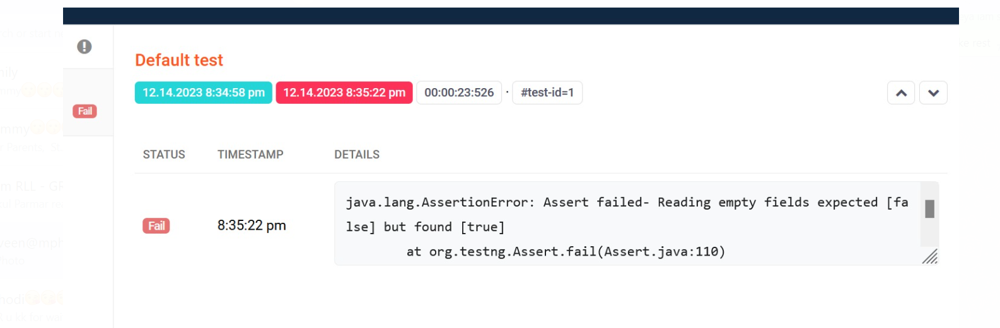 Default test
12.14.2023 8:34:58 pm 12.14.2023 8:35:22 pm 00:00:23:526 · #test-id=1
Fail
STATUS TIMESTAMP DETAILS
Fail 8:35:22 pm
java.lang.AssertionError: Assert failed- Reading empty fields expected [fa
lse] but found [true]
at org.testng.Assert.fail(Assert.java:110)